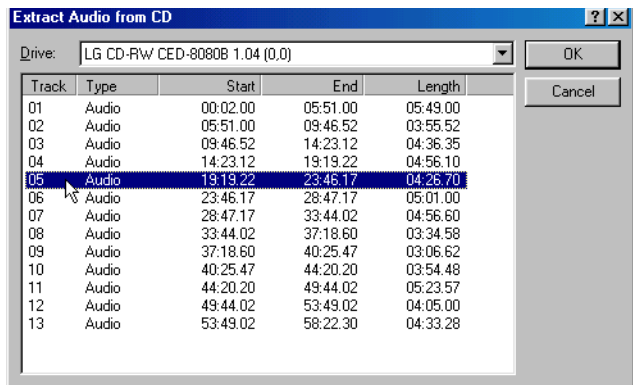 Extract Audio from CD
Drive: LG CD-RW CED-8080B 1.04 (0,0) OK
Cancel
Track Type Start End Length
01 Audio 00:02.00 05:51.00 05:49.00
02 Audio 05:51.00 09:46.52 03:55.52
03 Audio 09:46.52 14:23.12 04:36.35
04 Audio 14:23.12 19:19.22 04:56.10
05 Audio 19:19.22 23:46.17 04:26.70
06 Audio 23:46.17 28:47.17 05:01.00
07 Audio 28:47.17 33:44.02 04:56.60
08 Audio 33:44.02 37:18.60 03:34.58
09 Audio 37:18.60 40:25.47 03:06.62
10 Audio 40:25.47 44:20.20 03:54.48
11 Audio 44:20.20 49:44.02 05:23.57
12 Audio 49:44.02 53:49.02 04:05.00
13 Audio 53:49.02 58:22.30 04:33.28